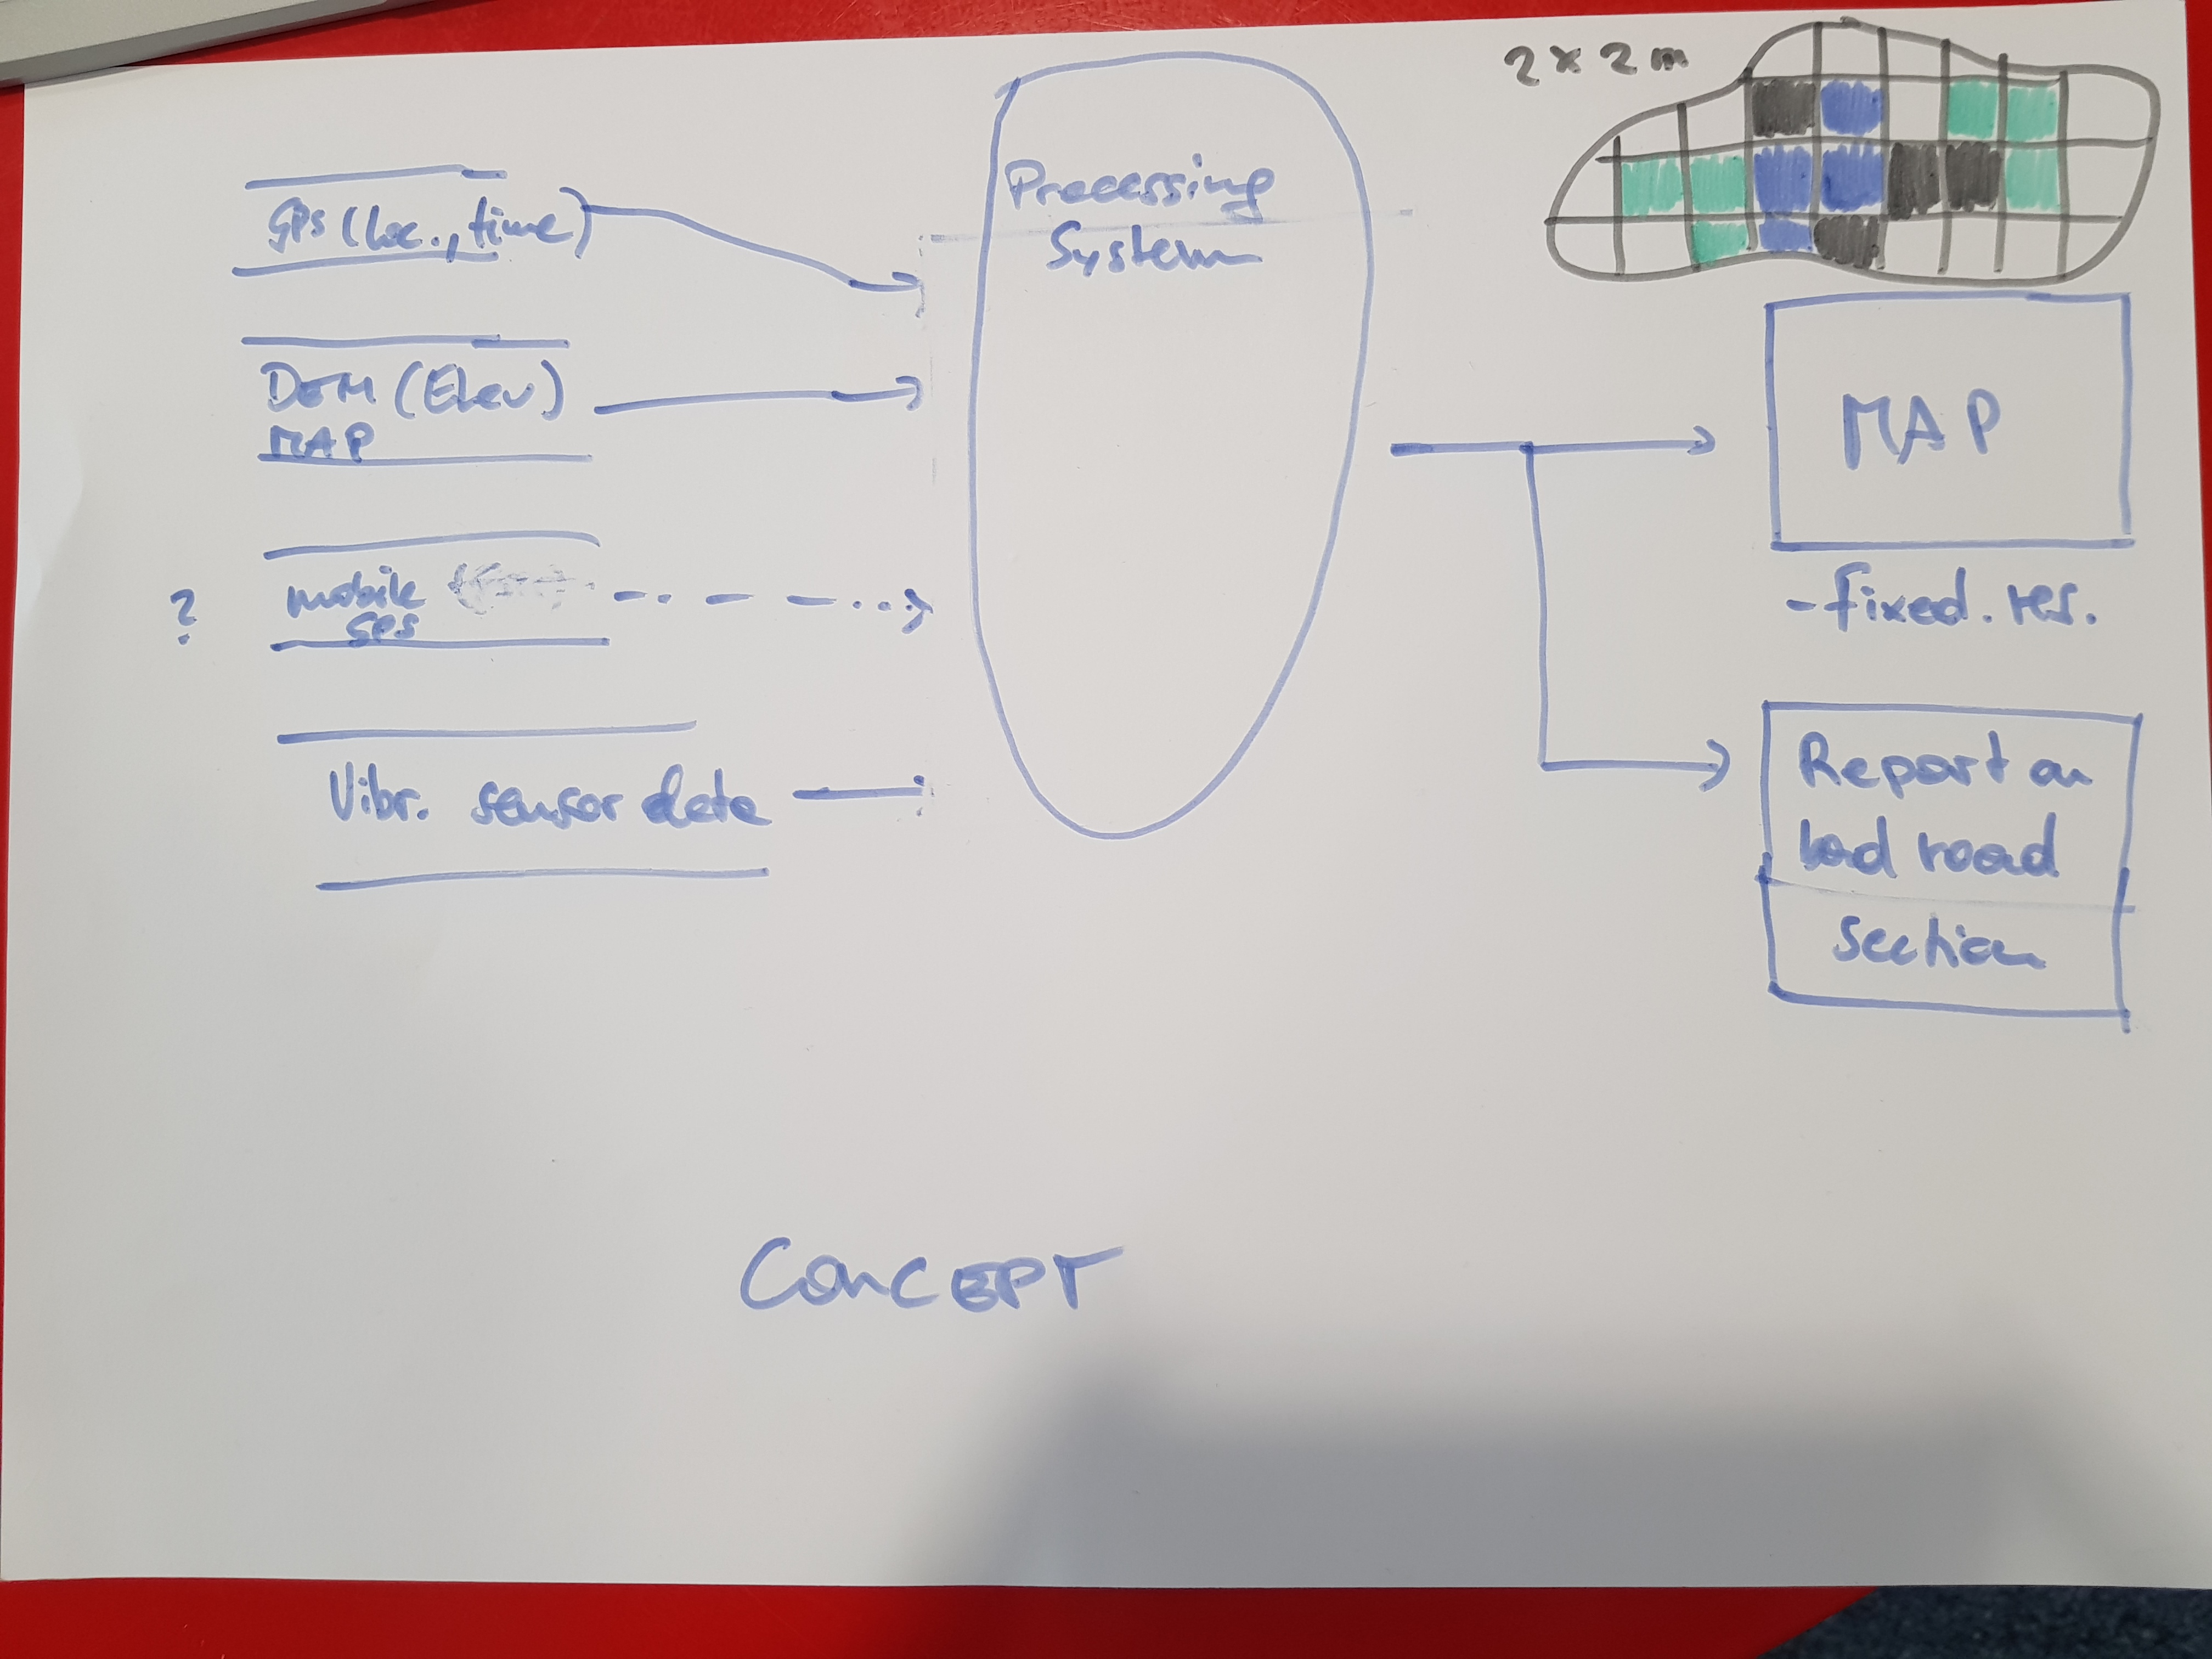 2 x 2 m
GPS (loc., time)
Processing
System
DEM (Elev)
MAP
MAP
? mobile
GPS
- fixed. res.
Vibr. sensor data
Report on
bad road
section
CONCEPT